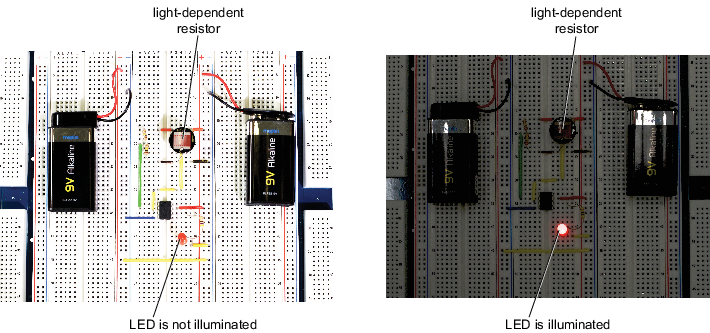 light-dependent
resistor
light-dependent
resistor
9V Alkaline
9V Alkaline
9V Alkaline
9V Alkaline
LED is not illuminated
LED is illuminated